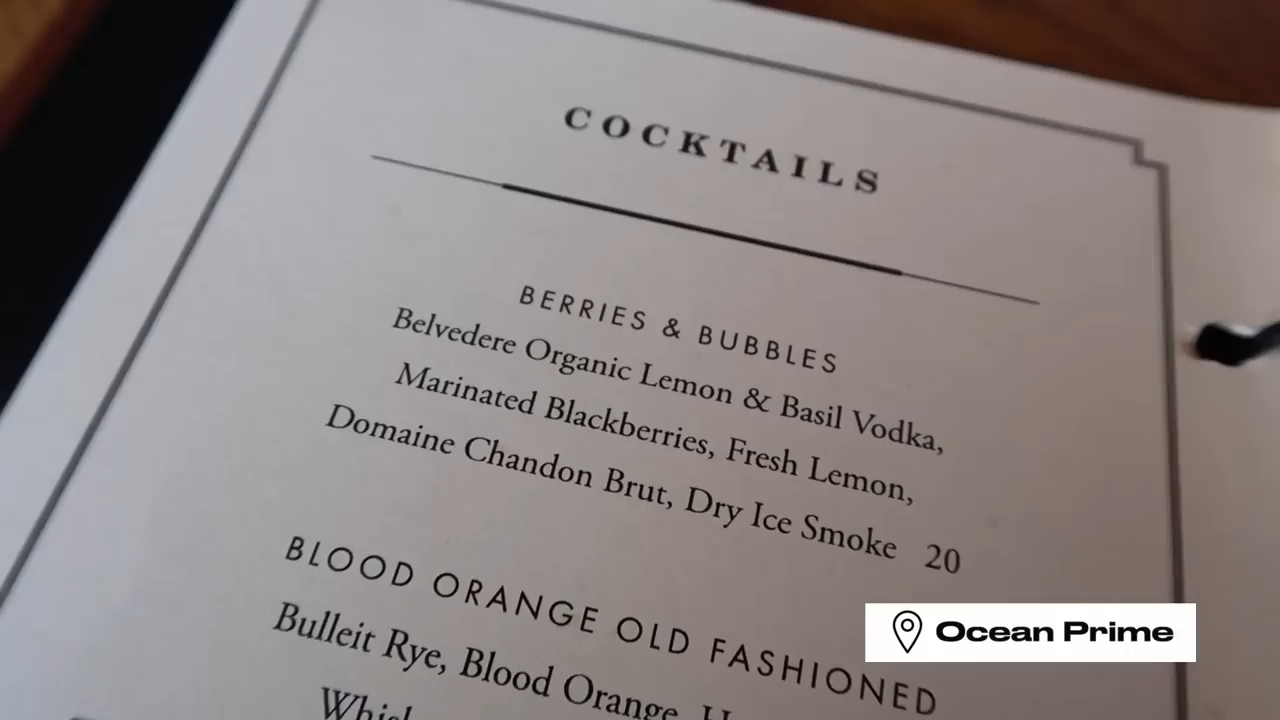 COCKTAILS
BERRIES & BUBBLES
Belvedere Organic Lemon & Basil Vodka,
Marinated Blackberries, Fresh Lemon,
Domaine Chandon Brut, Dry Ice Smoke 20
BLOOD ORANGE OLD FASHIONED
Bulleit Rye, Blood Orange,
Ocean Prime